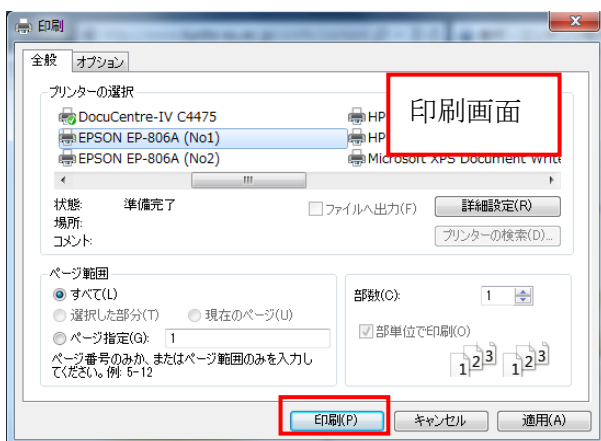 印刷
全般 オプション
プリンターの選択
DocuCentre-IV C4475 HP
EPSON EP-806A (No1) HP
EPSON EP-806A (No2) Microsoft XPS Document Write
印刷画面
状態: 準備完了 ファイルへ出力(F) 詳細設定(R)
場所: プリンターの検索(D)...
コメント:
ページ範囲
すべて(L) 部数(C): 1
選択した部分(T) 現在のページ(U) 部単位で印刷(O)
ページ指定(G): 1
ページ番号のみか、またはページ範囲のみを入力し
てください。例: 5-12
1 2 3 1 2 3
印刷(P) キャンセル 適用(A)